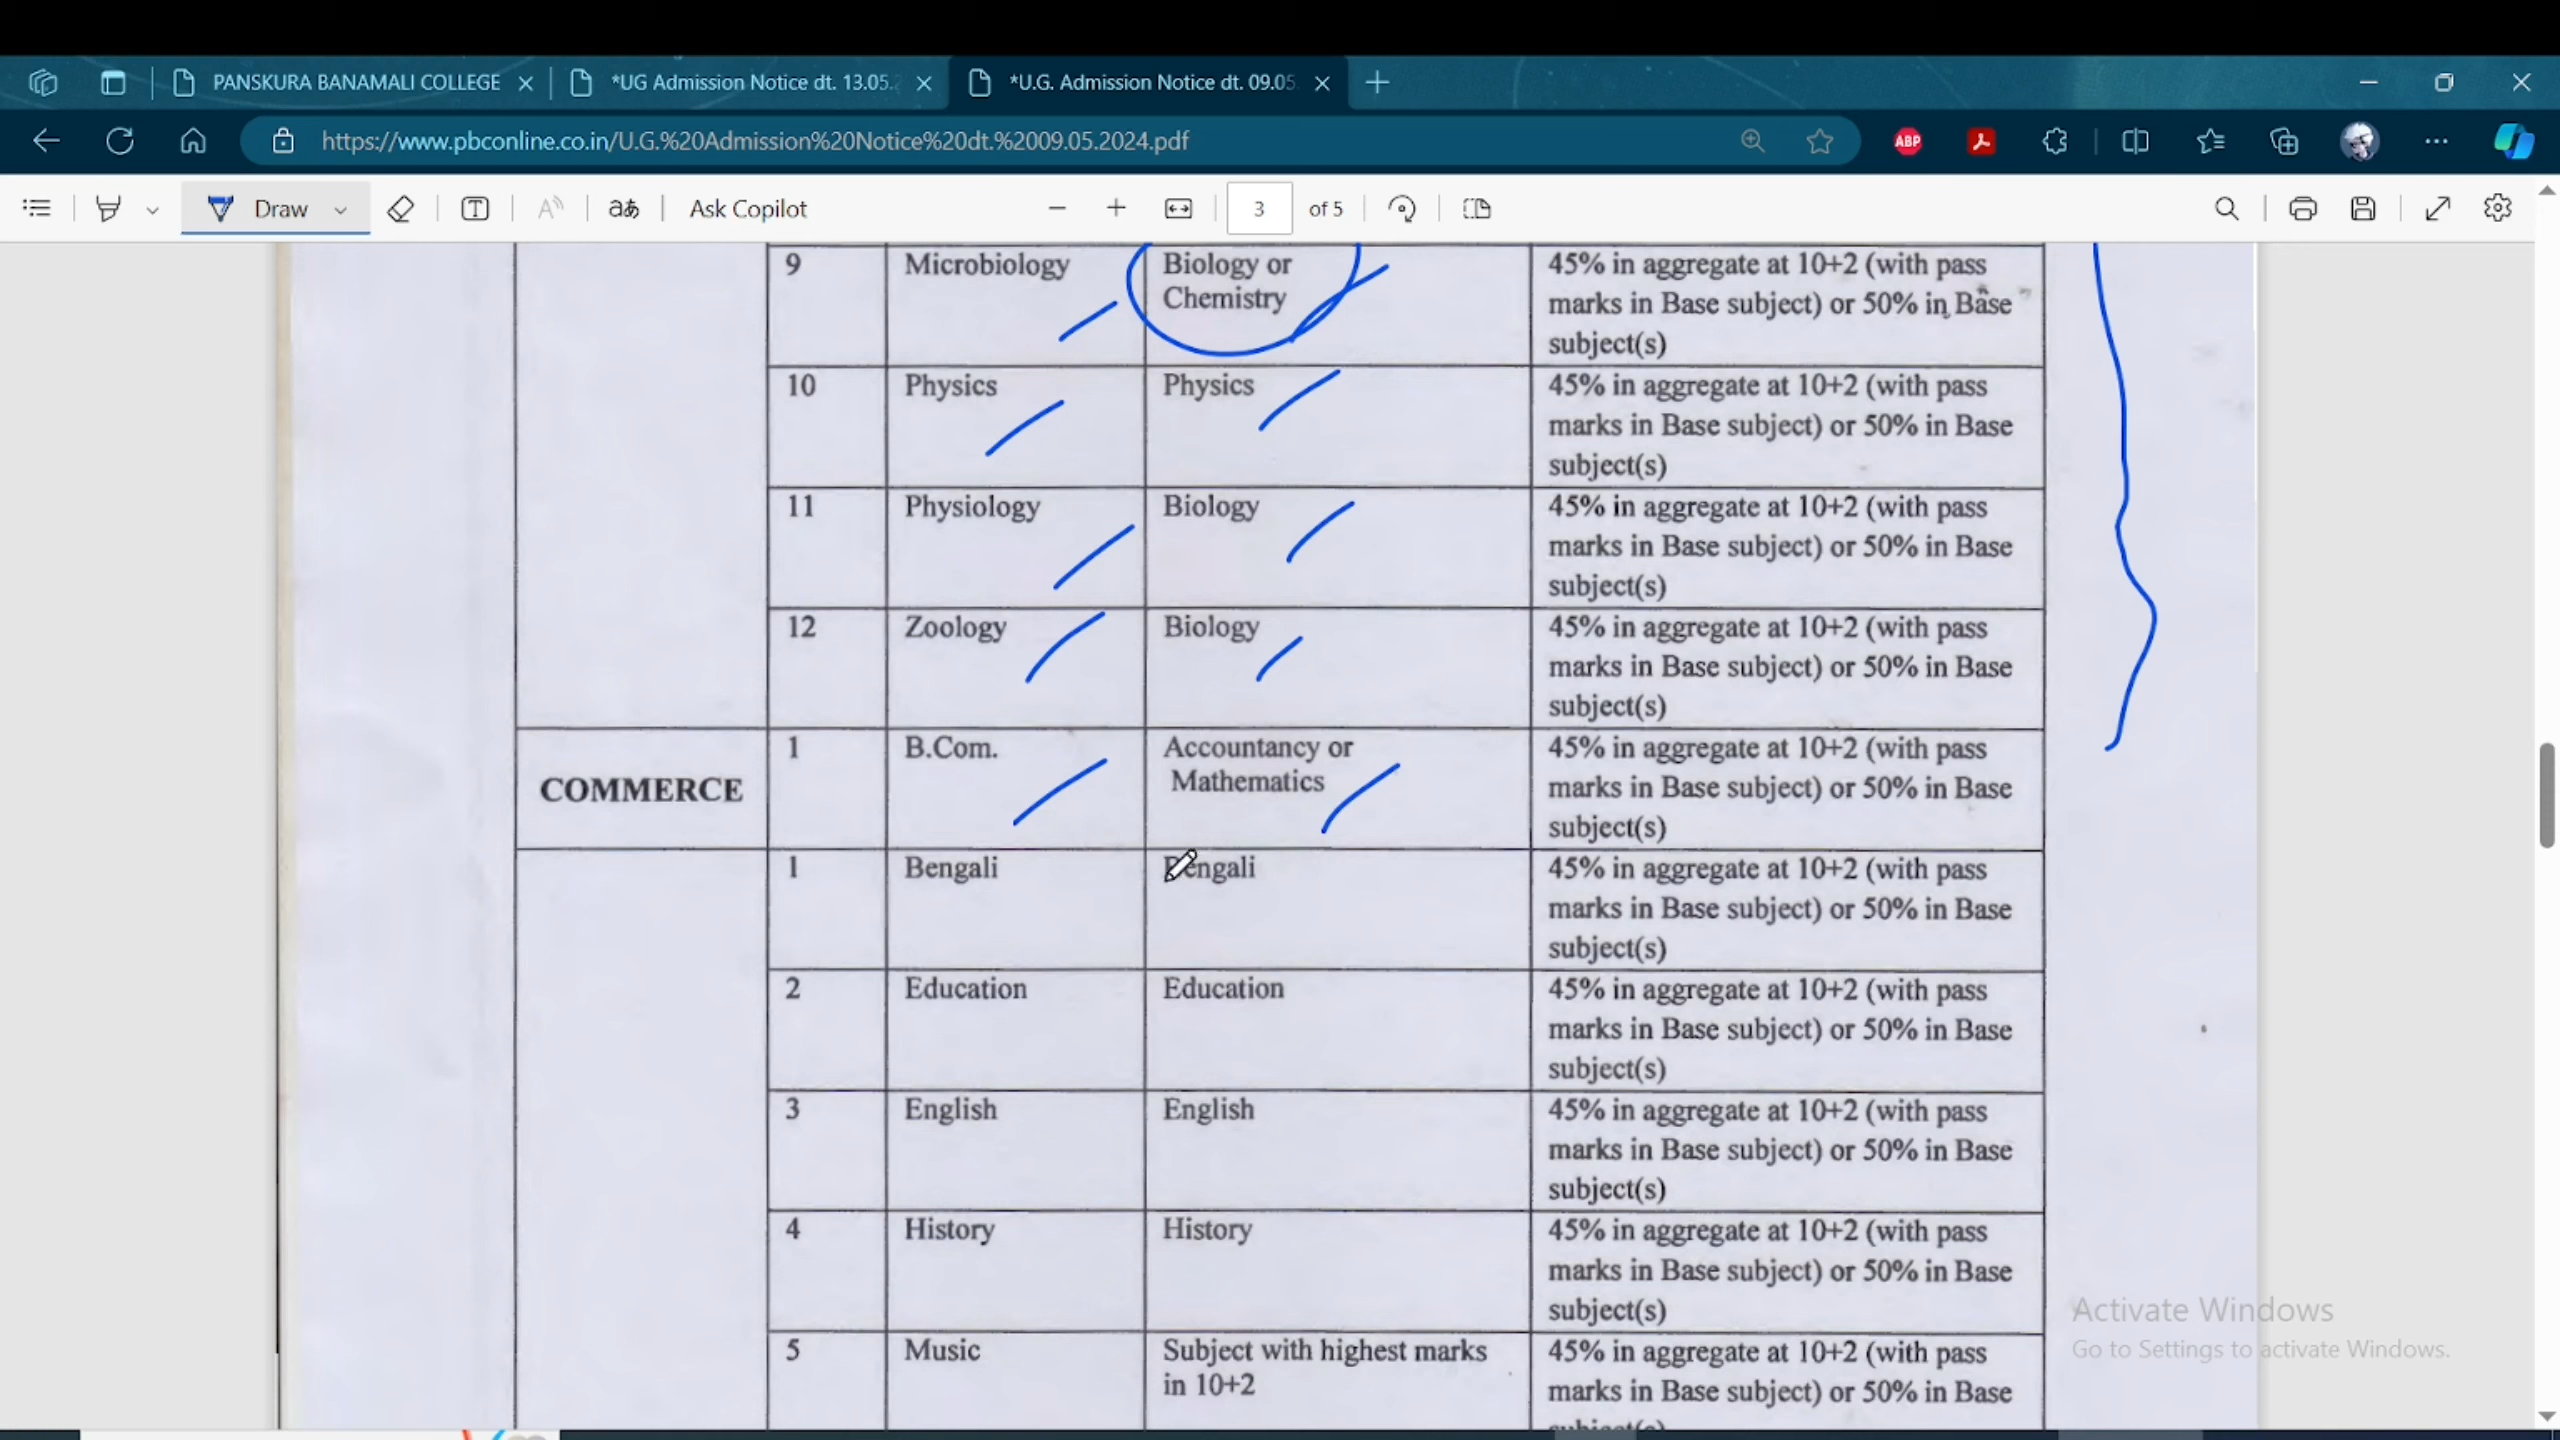 PANSKURA BANAMALI COLLEGE
*UG Admission Notice dt. 13.05.2
*U.G. Admission Notice dt. 09.05
https://www.pbconline.co.in/U.G.%20Admission%20Notice%20dt.%2009.05.2024.pdf
ABP
Draw
aあ
Ask Copilot
3 of 5
9 Microbiology Biology or 45% in aggregate at 10+2 (with pass
Chemistry marks in Base subject) or 50% in Base
subject(s)
10 Physics Physics 45% in aggregate at 10+2 (with pass
marks in Base subject) or 50% in Base
subject(s)
11 Physiology Biology 45% in aggregate at 10+2 (with pass
marks in Base subject) or 50% in Base
subject(s)
12 Zoology Biology 45% in aggregate at 10+2 (with pass
marks in Base subject) or 50% in Base
subject(s)
COMMERCE 1 B.Com. Accountancy or 45% in aggregate at 10+2 (with pass
Mathematics marks in Base subject) or 50% in Base
subject(s)
1 Bengali Bengali 45% in aggregate at 10+2 (with pass
marks in Base subject) or 50% in Base
subject(s)
2 Education Education 45% in aggregate at 10+2 (with pass
marks in Base subject) or 50% in Base
subject(s)
3 English English 45% in aggregate at 10+2 (with pass
marks in Base subject) or 50% in Base
subject(s)
4 History History 45% in aggregate at 10+2 (with pass
marks in Base subject) or 50% in Base
subject(s)
5 Music Subject with highest marks 45% in aggregate at 10+2 (with pass
in 10+2 marks in Base subject) or 50% in Base
Activate Windows
Go to Settings to activate Windows.